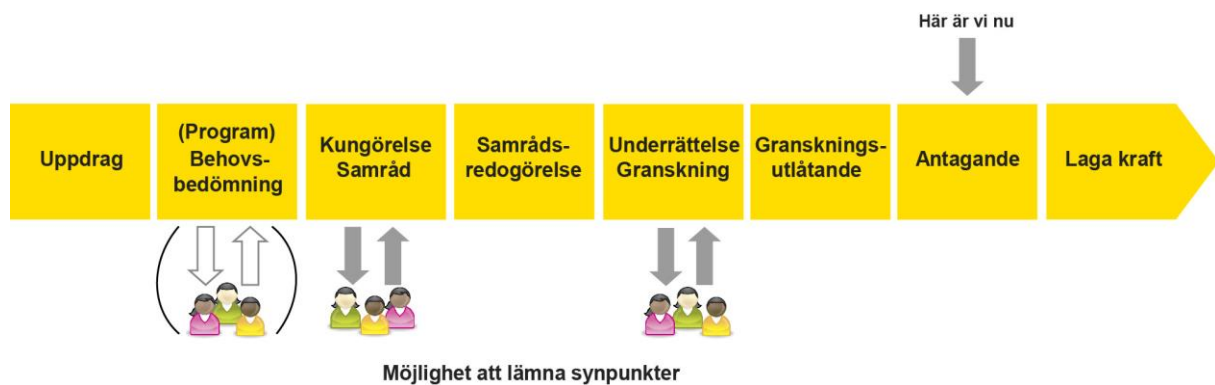 Här är vi nu
Uppdrag
(Program)
Behovs-
bedömning
Kungörelse
Samråd
Samråds-
redogörelse
Underrättelse
Granskning
Gransknings-
utlåtande
Antagande
Laga kraft
Möjlighet att lämna synpunkter